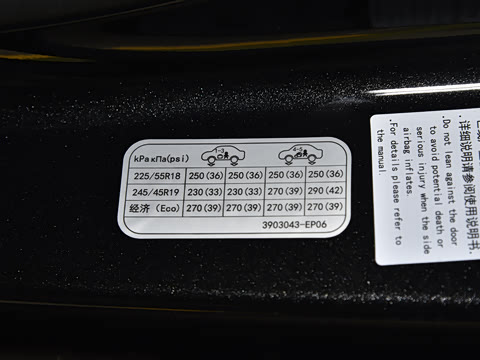 kPa кПа(psi) 1-3 4-5
225/55R18 250 (36) 250 (36) 250 (36) 250 (36)
245/45R19 230 (33) 230 (33) 270 (39) 290 (42)
经济 (Eco) 270 (39) 270 (39) 270 (39) 270 (39)
3903043-EP06
·详细说明请参阅使用说明书.
·Do not lean against the door
to avoid potential death or
serious injury when the side
airbag inflates.
·For details please refer to
the manual.